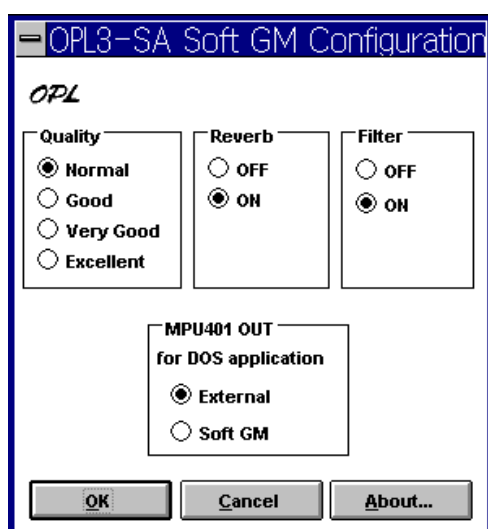 OPL3-SA Soft GM Configuration
OPL
Quality
Normal
Good
Very Good
Excellent
Reverb
OFF
ON
Filter
OFF
ON
MPU401 OUT
for DOS application
External
Soft GM
OK
Cancel
About...